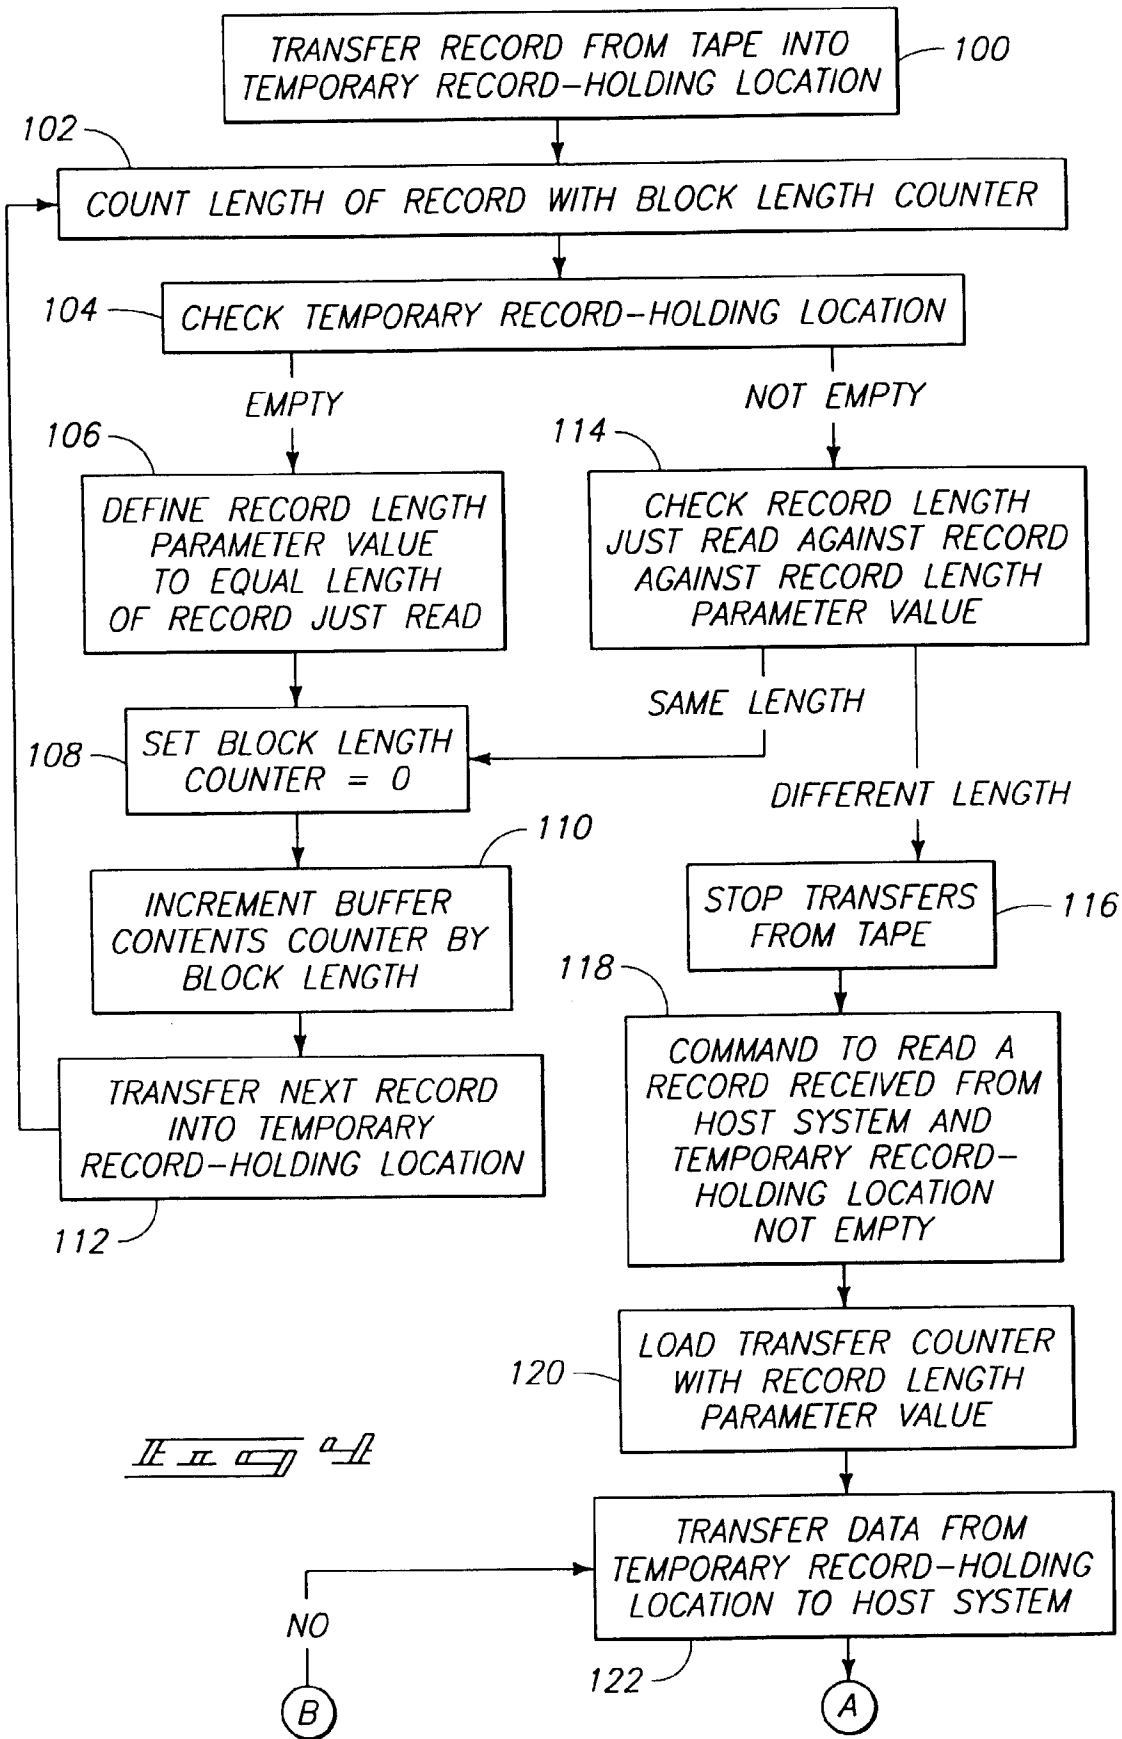 TRANSFER RECORD FROM TAPE INTO
TEMPORARY RECORD-HOLDING LOCATION
100
102
COUNT LENGTH OF RECORD WITH BLOCK LENGTH COUNTER
104
CHECK TEMPORARY RECORD-HOLDING LOCATION
EMPTY
NOT EMPTY
106
DEFINE RECORD LENGTH
PARAMETER VALUE
TO EQUAL LENGTH
OF RECORD JUST READ
114
CHECK RECORD LENGTH
JUST READ AGAINST RECORD
AGAINST RECORD LENGTH
PARAMETER VALUE
SAME LENGTH
108
SET BLOCK LENGTH
COUNTER = 0
DIFFERENT LENGTH
110
INCREMENT BUFFER
CONTENTS COUNTER BY
BLOCK LENGTH
STOP TRANSFERS
FROM TAPE
116
118
COMMAND TO READ A
RECORD RECEIVED FROM
HOST SYSTEM AND
TEMPORARY RECORD-
HOLDING LOCATION
NOT EMPTY
TRANSFER NEXT RECORD
INTO TEMPORARY
RECORD-HOLDING LOCATION
112
120
LOAD TRANSFER COUNTER
WITH RECORD LENGTH
PARAMETER VALUE
Fig 4
TRANSFER DATA FROM
TEMPORARY RECORD-HOLDING
LOCATION TO HOST SYSTEM
NO
122
B
A